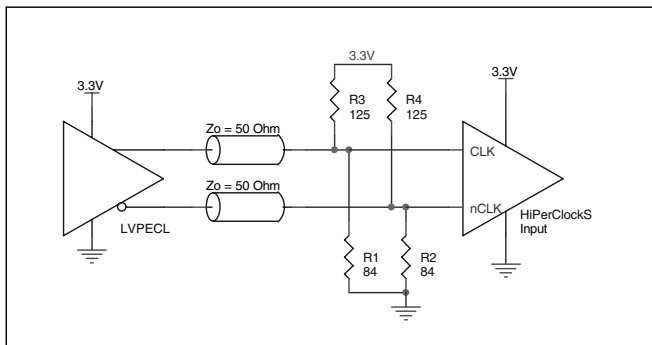 3.3V
3.3V
3.3V
R3
125
R4
125
Zo = 50 Ohm
CLK
Zo = 50 Ohm
nCLK
LVPECL
HiPerClockS
Input
R1
84
R2
84